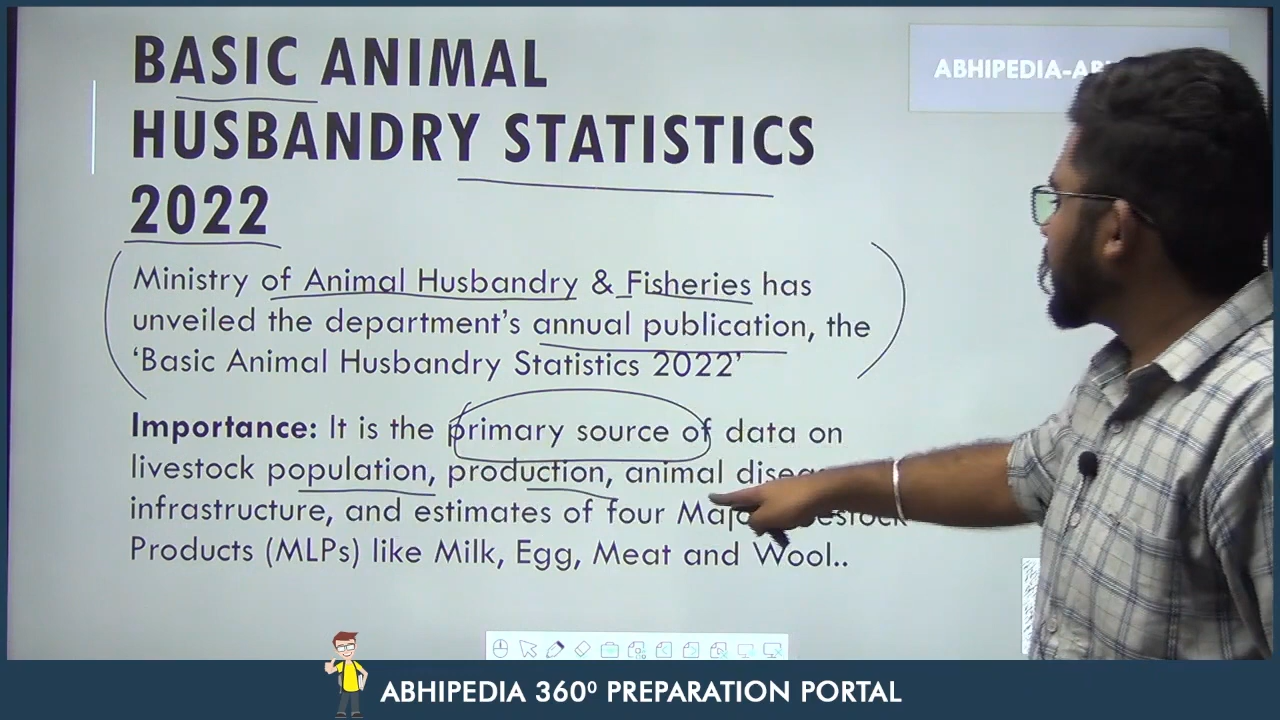 BASIC ANIMAL
HUSBANDRY STATISTICS
2022
ABHIPEDIA-
Ministry of Animal Husbandry & Fisheries has
unveiled the department's annual publication, the
'Basic Animal Husbandry Statistics 2022'
Importance: It is the primary source of data on
livestock population, production, animal
infrastructure, and estimates of four
Products (MLPs) like Milk, Egg, Meat and Wool..
ABHIPEDIA 360⁰ PREPARATION PORTAL